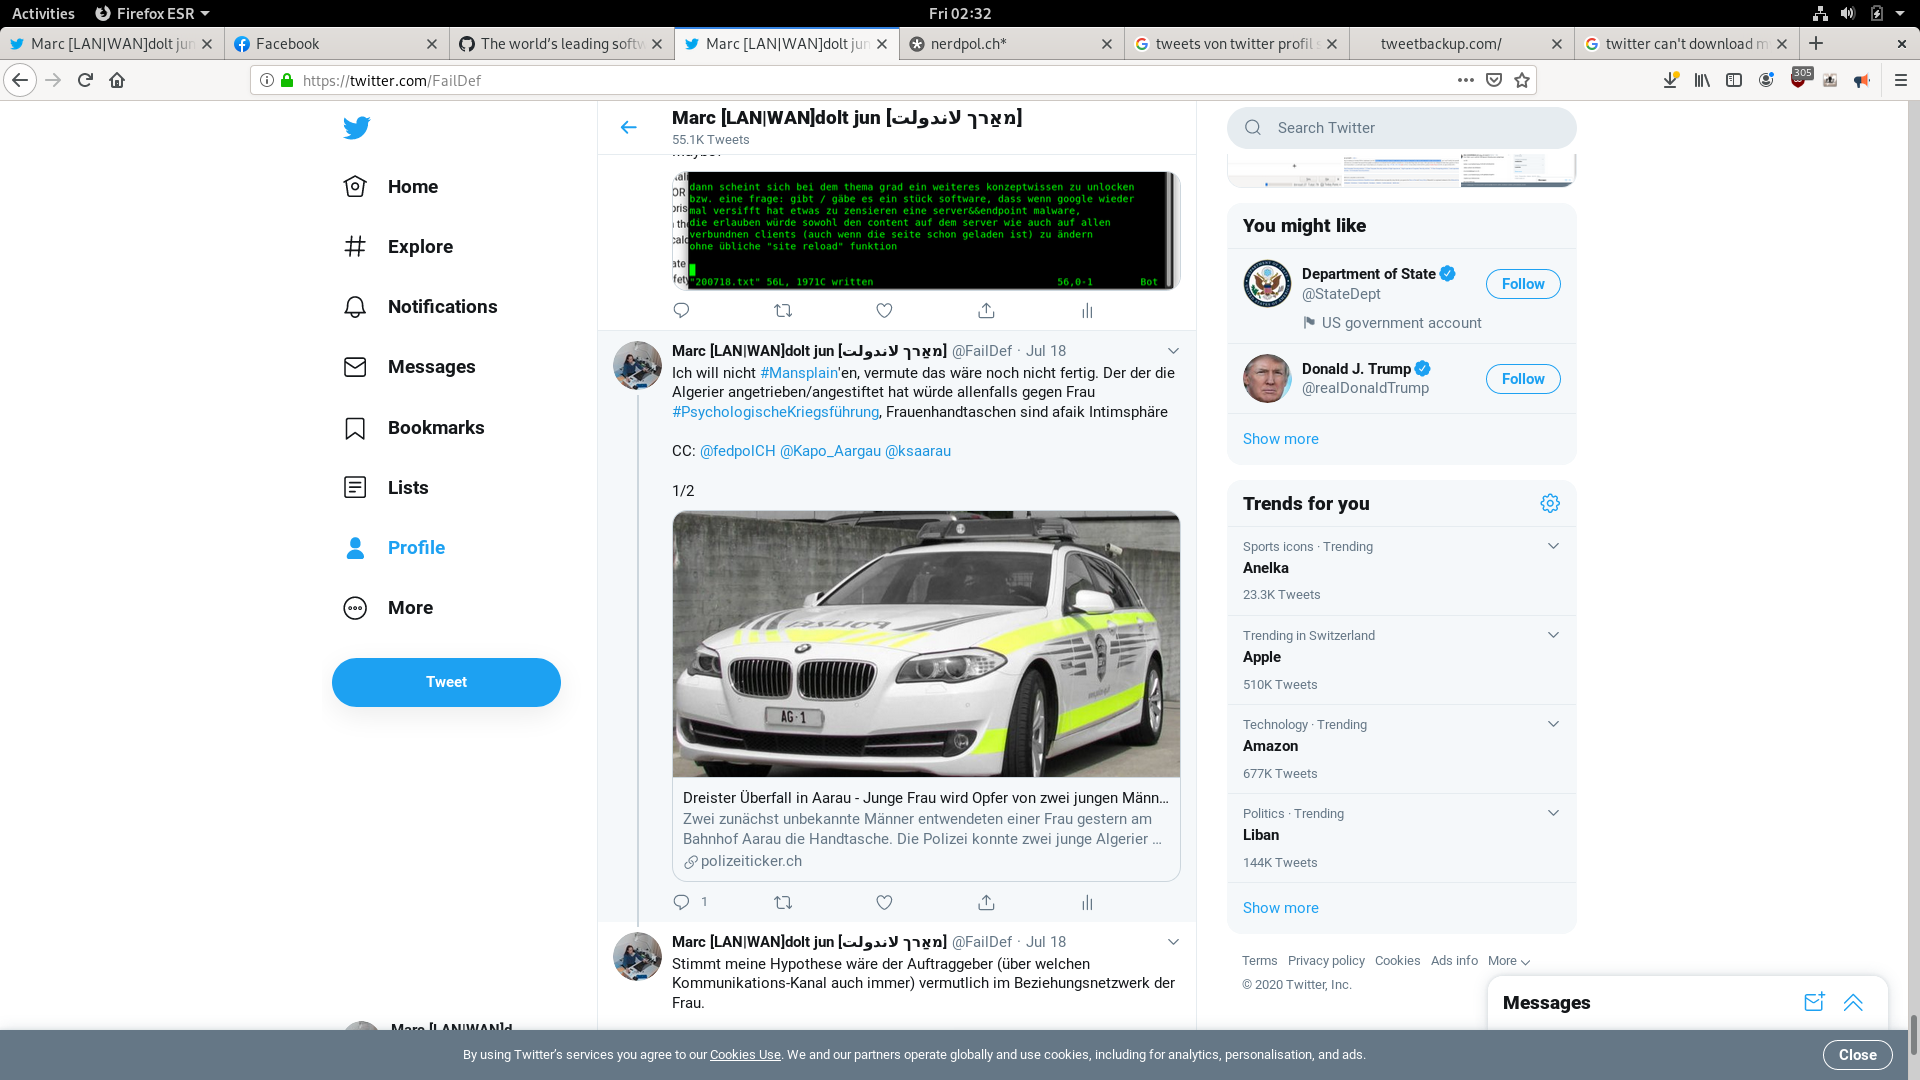 Activities
Firefox ESR
Fri 02:32
Marc [LAN|WAN]dolt jun
Facebook
The world's leading softw
Marc [LAN|WAN]dolt jun
nerdpol.ch*
tweets von twitter profil s
tweetbackup.com/
twitter can't download m
https://twitter.com/FailDef
305
Home
Explore
Notifications
Messages
Bookmarks
Lists
Profile
More
Tweet
Marc [LAN|WAN]d
Marc [LAN|WAN]dolt jun [מאַרך לאנדולת]
55.1K Tweets
dann scheint sich bei dem thema grad ein weiteres konzeptwissen zu unlocken
bzw. eine frage: gibt / gäbe es ein stück software, dass wenn google wieder
mal versifft hat etwas zu zensieren eine server&&endpoint malware,
die erlauben würde sowohl den content auf dem server wie auch auf allen
verbundnen clients (auch wenn die seite schon geladen ist) zu ändern
ohne übliche "site reload" funktion
"200718.txt" 56L, 1971C written 56,0-1 Bot
Marc [LAN|WAN]dolt jun [מאַרך לאנדולת] @FailDef · Jul 18
Ich will nicht #Mansplain'en, vermute das wäre noch nicht fertig. Der der die
Algerier angetrieben/angestiftet hat würde allenfalls gegen Frau
#PsychologischeKriegsführung, Frauenhandtaschen sind afaik Intimsphäre
CC: @fedpolCH @Kapo_Aargau @ksaarau
1/2
POLIZEI
AG·1
Dreister Überfall in Aarau - Junge Frau wird Opfer von zwei jungen Männ...
Zwei zunächst unbekannte Männer entwendeten einer Frau gestern am
Bahnhof Aarau die Handtasche. Die Polizei konnte zwei junge Algerier ...
polizeiticker.ch
1
Marc [LAN|WAN]dolt jun [מאַרך לאנדולת] @FailDef · Jul 18
Stimmt meine Hypothese wäre der Auftraggeber (über welchen
Kommunikations-Kanal auch immer) vermutlich im Beziehungsnetzwerk der
Frau.
Search Twitter
You might like
Department of State
@StateDept
US government account
Follow
Donald J. Trump
@realDonaldTrump
Follow
Show more
Trends for you
Sports icons · Trending
Anelka
23.3K Tweets
Trending in Switzerland
Apple
510K Tweets
Technology · Trending
Amazon
677K Tweets
Politics · Trending
Liban
144K Tweets
Show more
Terms Privacy policy Cookies Ads info More
© 2020 Twitter, Inc.
Messages
By using Twitter's services you agree to our Cookies Use. We and our partners operate globally and use cookies, including for analytics, personalisation, and ads.
Close